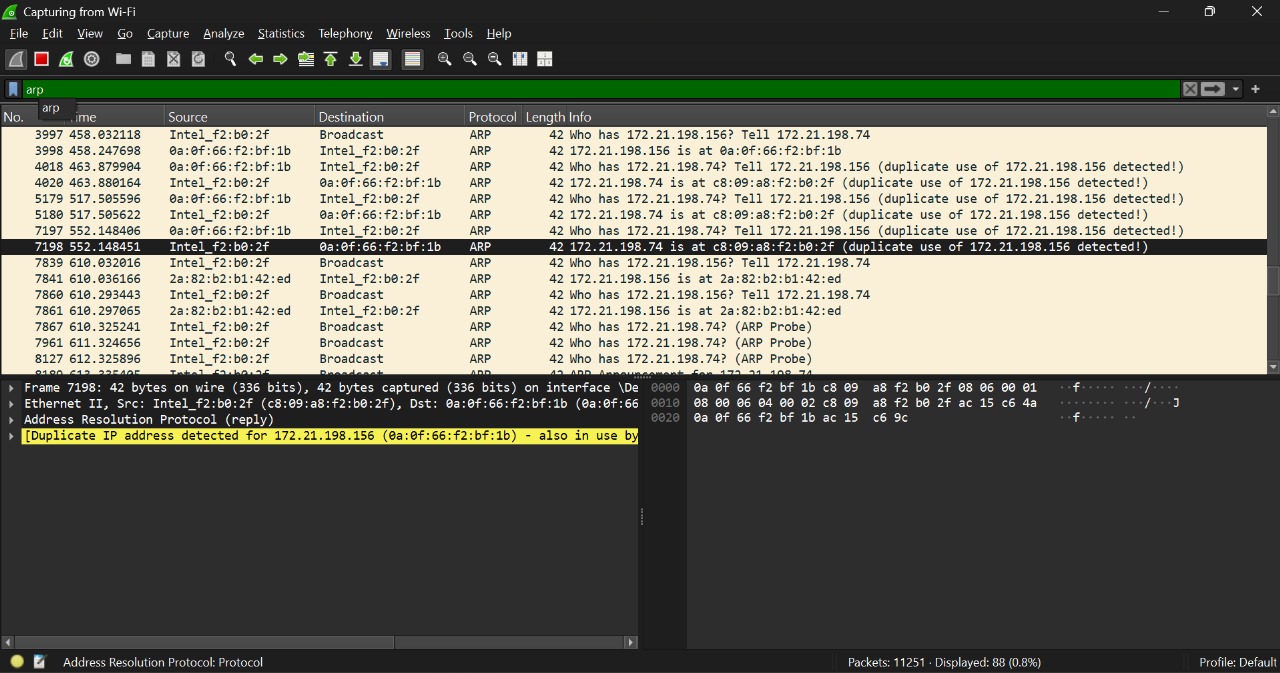 Capturing from Wi-Fi
File Edit View Go Capture Analyze Statistics Telephony Wireless Tools Help
arp
arp
No. Source Destination Protocol Length Info
3997 458.032118 Intel_f2:b0:2f Broadcast ARP 42 Who has 172.21.198.156? Tell 172.21.198.74
3998 458.247698 0a:0f:66:f2:bf:1b Intel_f2:b0:2f ARP 42 172.21.198.156 is at 0a:0f:66:f2:bf:1b
4018 463.879904 0a:0f:66:f2:bf:1b Intel_f2:b0:2f ARP 42 Who has 172.21.198.74? Tell 172.21.198.156 (duplicate use of 172.21.198.156 detected!)
4020 463.880164 Intel_f2:b0:2f 0a:0f:66:f2:bf:1b ARP 42 172.21.198.74 is at c8:09:a8:f2:b0:2f (duplicate use of 172.21.198.156 detected!)
5179 517.505596 0a:0f:66:f2:bf:1b Intel_f2:b0:2f ARP 42 Who has 172.21.198.74? Tell 172.21.198.156 (duplicate use of 172.21.198.156 detected!)
5180 517.505622 Intel_f2:b0:2f 0a:0f:66:f2:bf:1b ARP 42 172.21.198.74 is at c8:09:a8:f2:b0:2f (duplicate use of 172.21.198.156 detected!)
7197 552.148406 0a:0f:66:f2:bf:1b Intel_f2:b0:2f ARP 42 Who has 172.21.198.74? Tell 172.21.198.156 (duplicate use of 172.21.198.156 detected!)
7198 552.148451 Intel_f2:b0:2f 0a:0f:66:f2:bf:1b ARP 42 172.21.198.74 is at c8:09:a8:f2:b0:2f (duplicate use of 172.21.198.156 detected!)
7839 610.032016 Intel_f2:b0:2f Broadcast ARP 42 Who has 172.21.198.156? Tell 172.21.198.74
7841 610.036166 2a:82:b2:b1:42:ed Intel_f2:b0:2f ARP 42 172.21.198.156 is at 2a:82:b2:b1:42:ed
7860 610.293443 Intel_f2:b0:2f Broadcast ARP 42 Who has 172.21.198.156? Tell 172.21.198.74
7861 610.297065 2a:82:b2:b1:42:ed Intel_f2:b0:2f ARP 42 172.21.198.156 is at 2a:82:b2:b1:42:ed
7867 610.325241 Intel_f2:b0:2f Broadcast ARP 42 Who has 172.21.198.74? (ARP Probe)
7961 611.324656 Intel_f2:b0:2f Broadcast ARP 42 Who has 172.21.198.74? (ARP Probe)
8127 612.325896 Intel_f2:b0:2f Broadcast ARP 42 Who has 172.21.198.74? (ARP Probe)
Frame 7198: 42 bytes on wire (336 bits), 42 bytes captured (336 bits) on interface \De
Ethernet II, Src: Intel_f2:b0:2f (c8:09:a8:f2:b0:2f), Dst: 0a:0f:66:f2:bf:1b (0a:0f:66
Address Resolution Protocol (reply)
[Duplicate IP address detected for 172.21.198.156 (0a:0f:66:f2:bf:1b) - also in use by
0000 0a 0f 66 f2 bf 1b c8 09 a8 f2 b0 2f 08 06 00 01 ··f····· ···/····
0010 08 00 06 04 00 02 c8 09 a8 f2 b0 2f ac 15 c6 4a ········ ···/···J
0020 0a 0f 66 f2 bf 1b ac 15 c6 9c ··f····· ··
Address Resolution Protocol: Protocol
Packets: 11251 · Displayed: 88 (0.8%)
Profile: Default